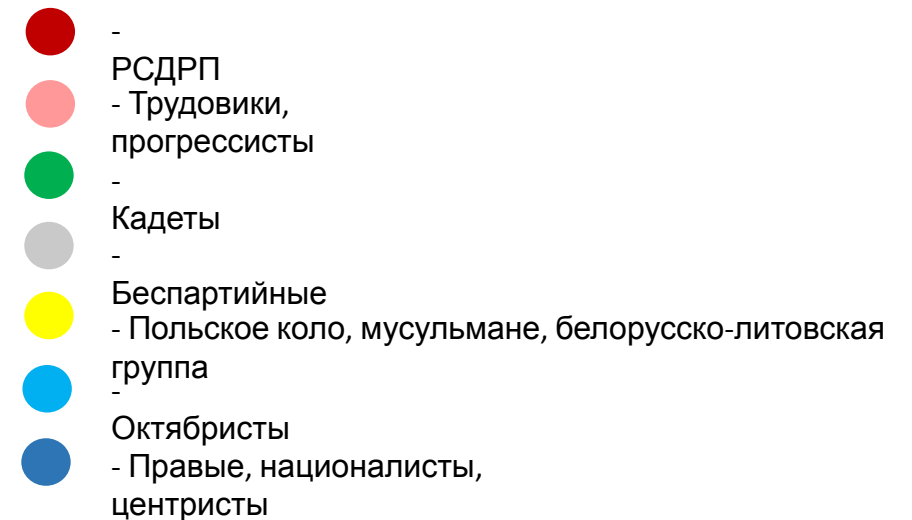 -
РСДРП
- Трудовики,
прогрессисты
-
Кадеты
-
Беспартийные
- Польское коло, мусульмане, белорусско-литовская
группа
-
Октябристы
- Правые, националисты,
центристы